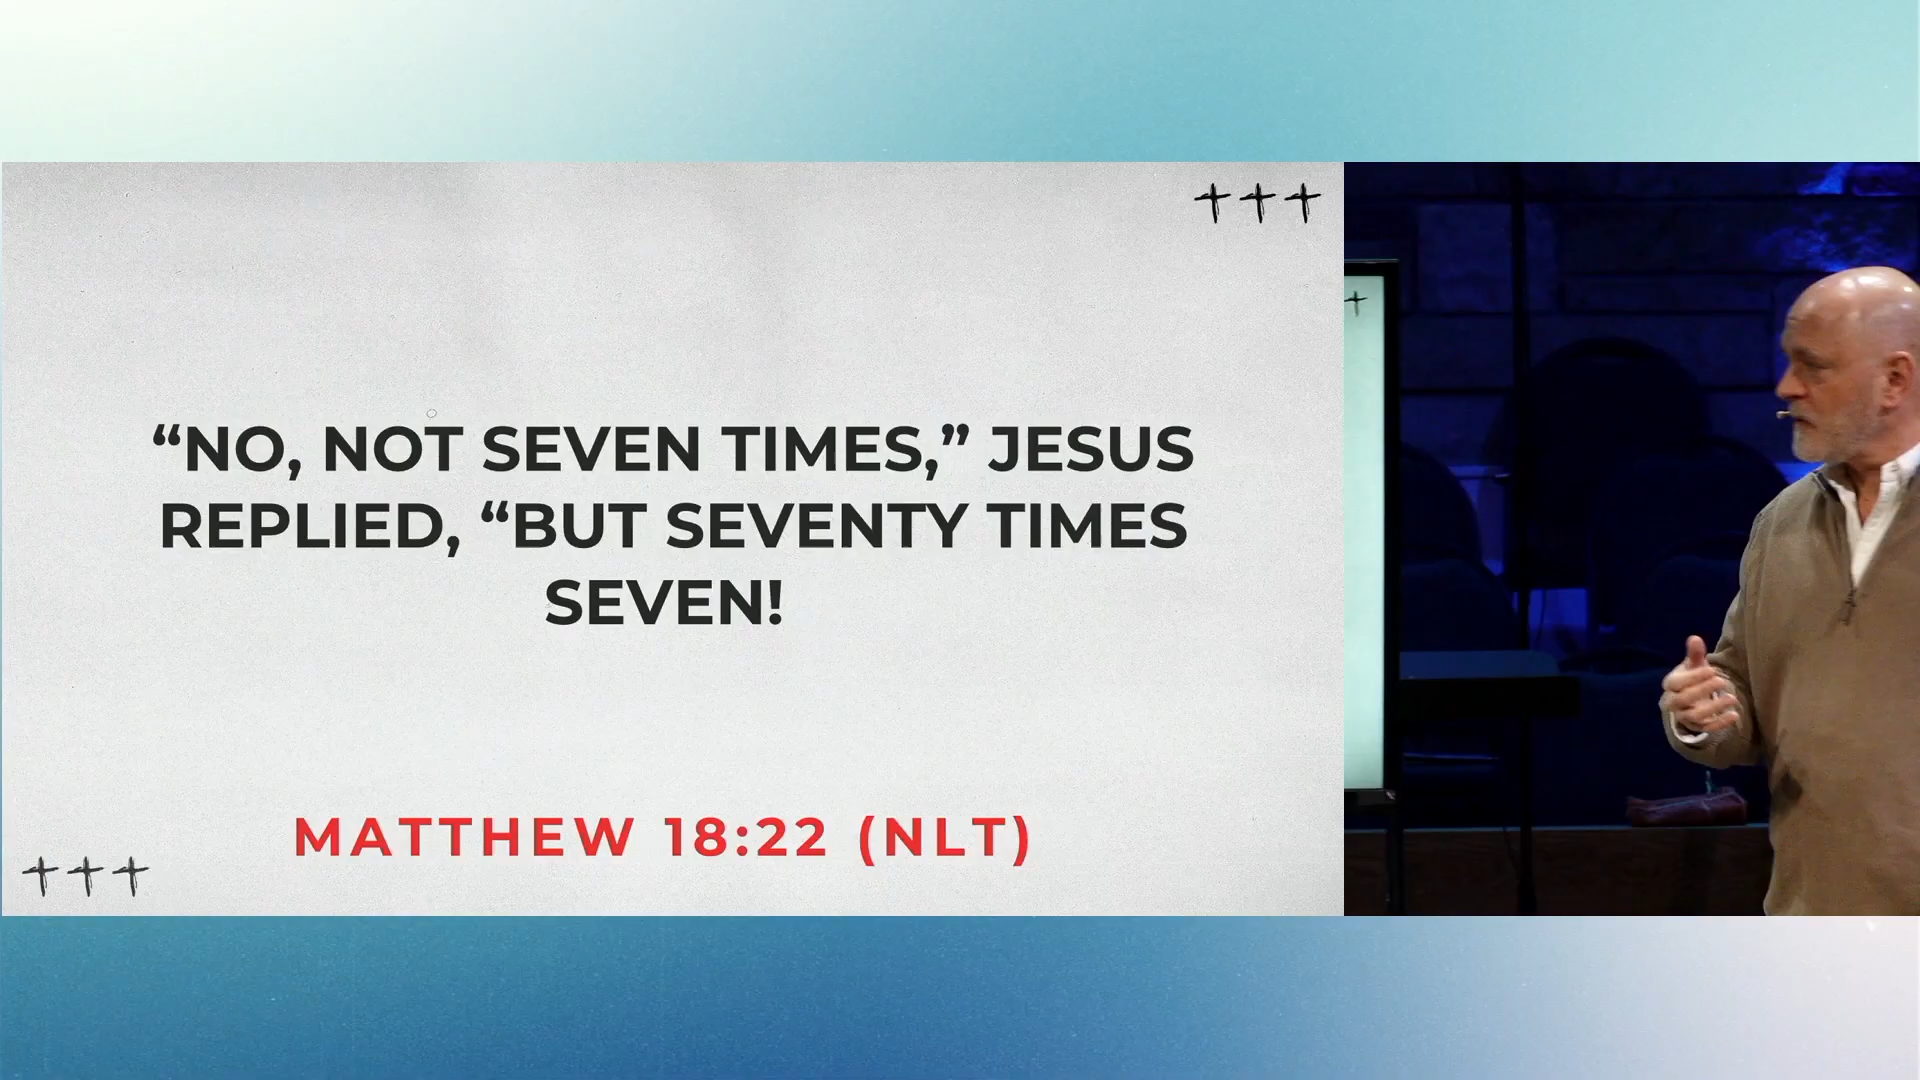 “NO, NOT SEVEN TIMES,” JESUS
REPLIED, “BUT SEVENTY TIMES
SEVEN!
MATTHEW 18:22 (NLT)